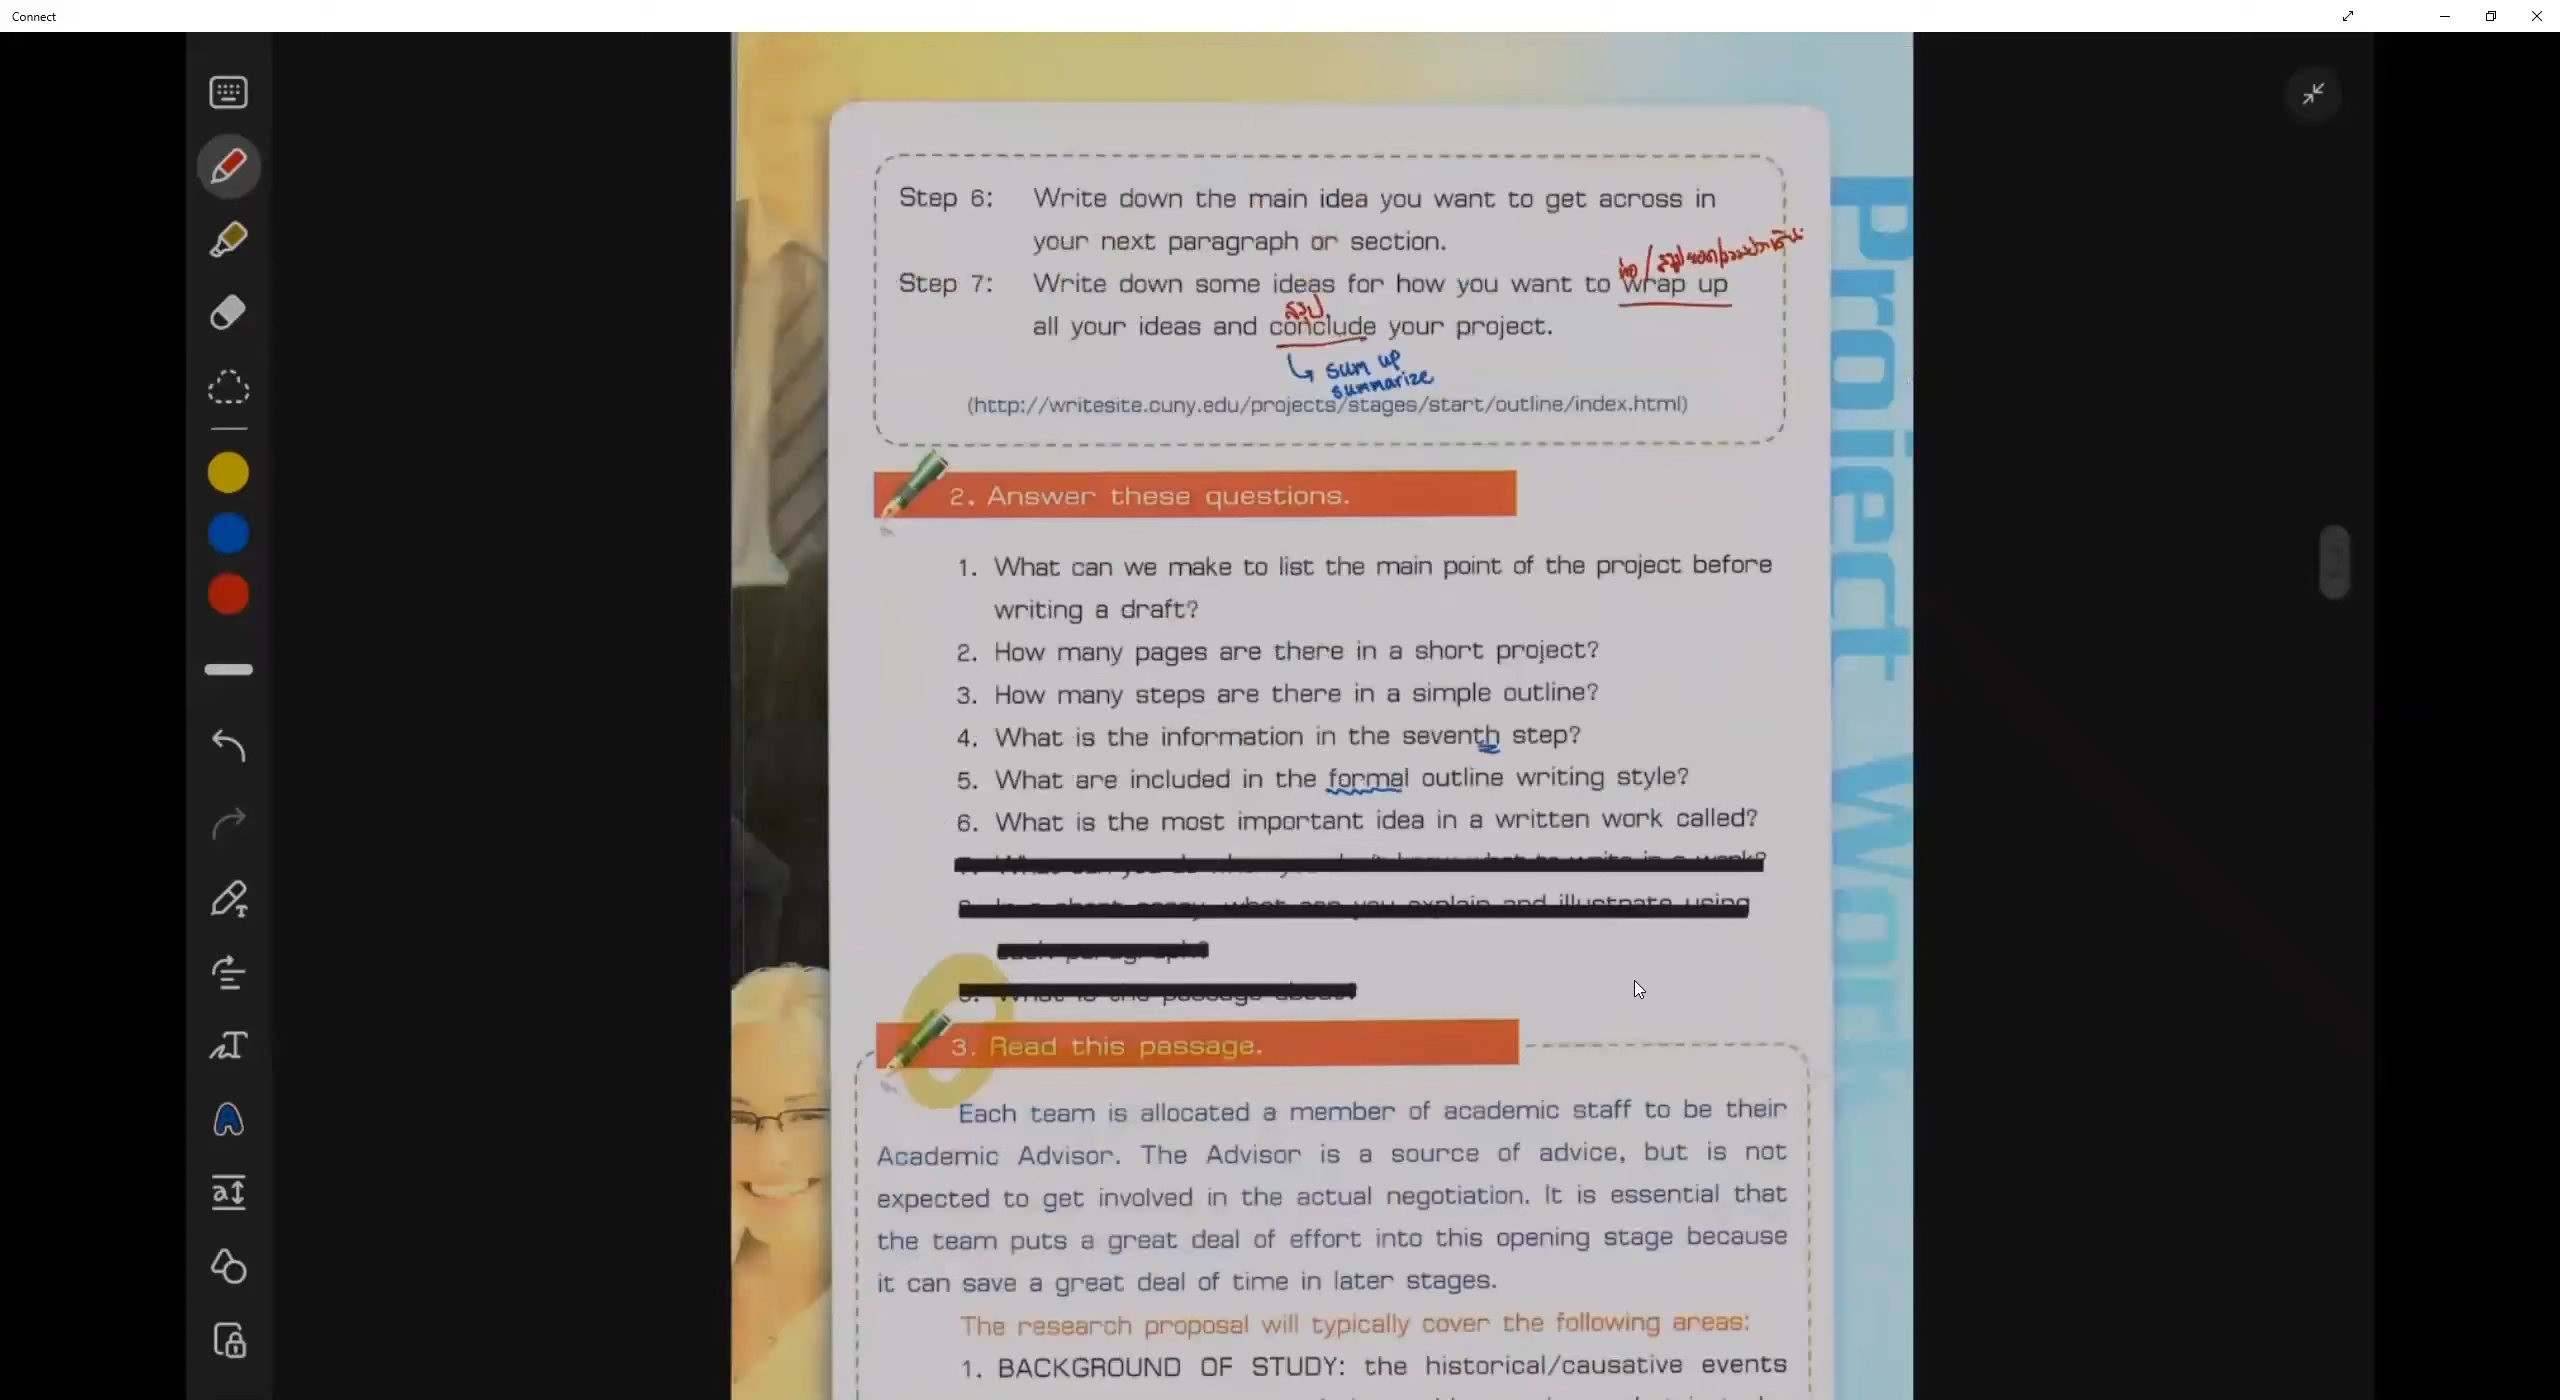 Connect
Step 6: Write down the main idea you want to get across in
your next paragraph or section.
Step 7: Write down some ideas for how you want to wrap up
สรุป
all your ideas and conclude your project.
sum up
summarize
(http://writesite.cuny.edu/projects/stages/start/outline/index.html)
2. Answer these questions.
1. What can we make to list the main point of the project before
writing a draft?
2. How many pages are there in a short project?
3. How many steps are there in a simple outline?
4. What is the information in the seventh step?
5. What are included in the formal outline writing style?
6. What is the most important idea in a written work called?
3. Read this passage.
Each team is allocated a member of academic staff to be their
Academic Advisor. The Advisor is a source of advice, but is not
expected to get involved in the actual negotiation. It is essential that
the team puts a great deal of effort into this opening stage because
it can save a great deal of time in later stages.
The research proposal will typically cover the following areas:
1. BACKGROUND OF STUDY: the historical/causative events
Project Work